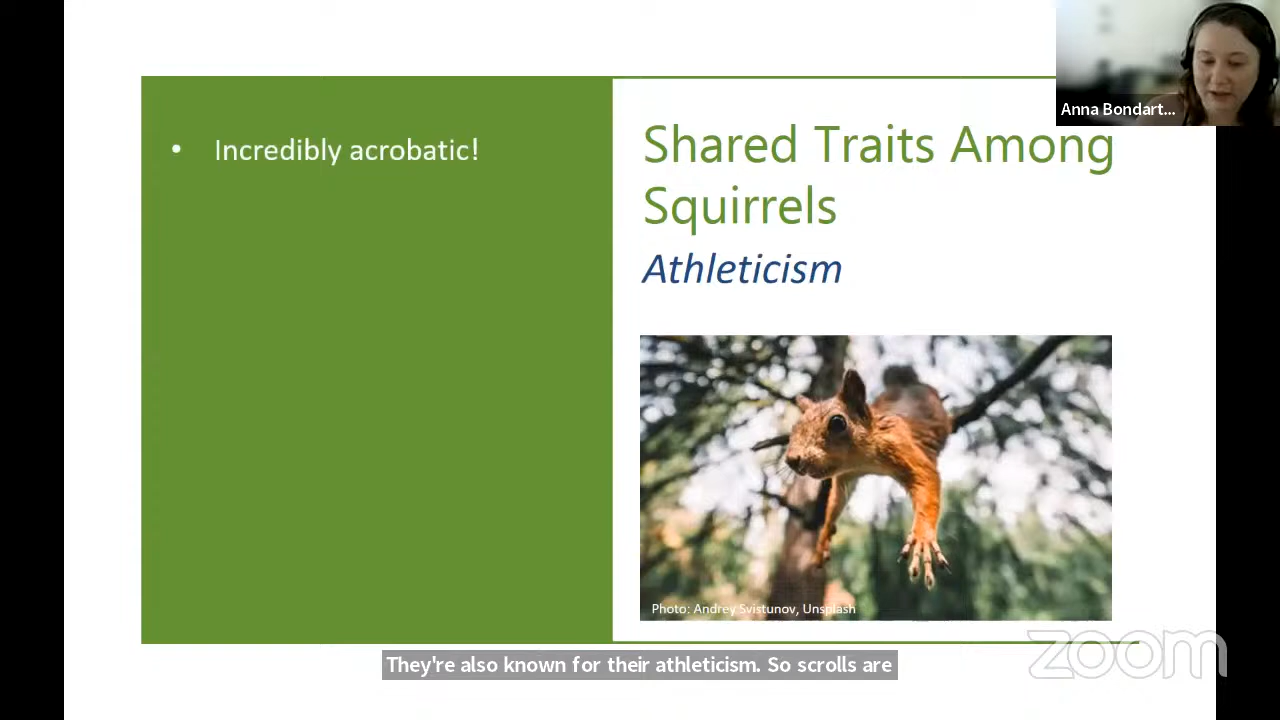 Anna Bondart...
• Incredibly acrobatic!
Shared Traits Among
Squirrels
Athleticism
Photo: Andrey Svistunov, Unsplash
zoom
They're also known for their athleticism. So scrolls are